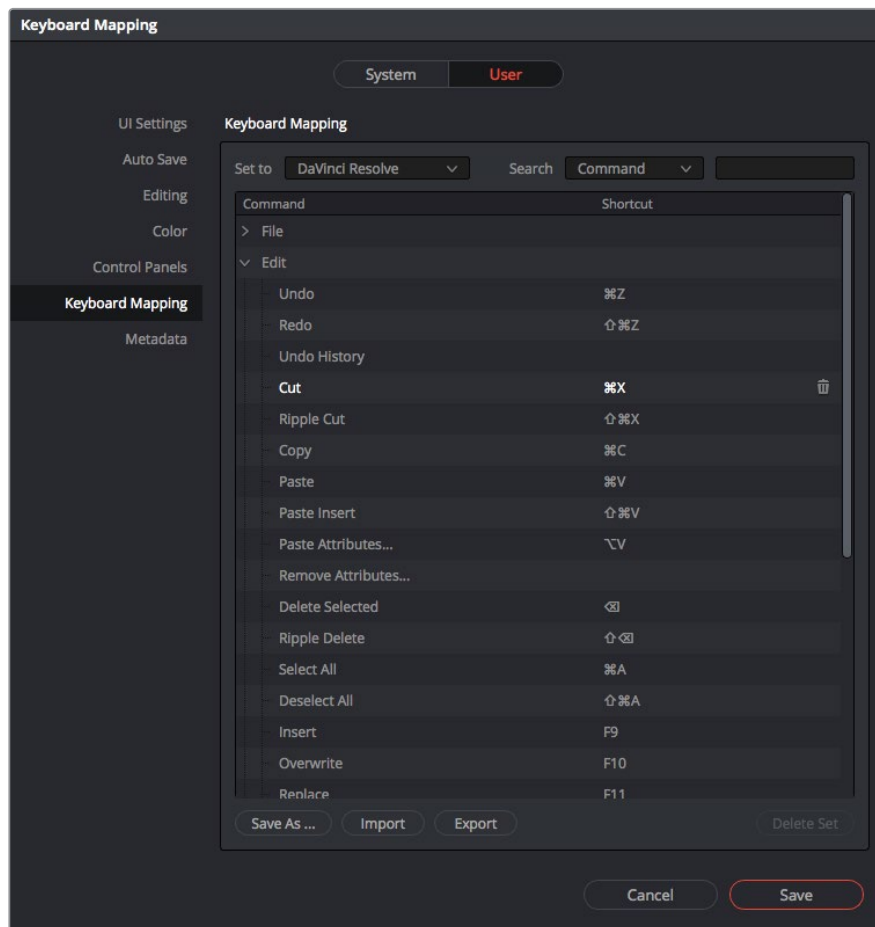 Keyboard Mapping
System User
UI Settings
Auto Save
Editing
Color
Control Panels
Keyboard Mapping
Metadata
Keyboard Mapping
Set to DaVinci Resolve Search Command
Command Shortcut
File
Edit
Undo ⌘Z
Redo ⇧⌘Z
Undo History
Cut ⌘X
Ripple Cut ⇧⌘X
Copy ⌘C
Paste ⌘V
Paste Insert ⇧⌘V
Paste Attributes... ⌥V
Remove Attributes...
Delete Selected ⌫
Ripple Delete ⇧⌫
Select All ⌘A
Deselect All ⇧⌘A
Insert F9
Overwrite F10
Replace F11
Save As ... Import Export Delete Set
Cancel Save